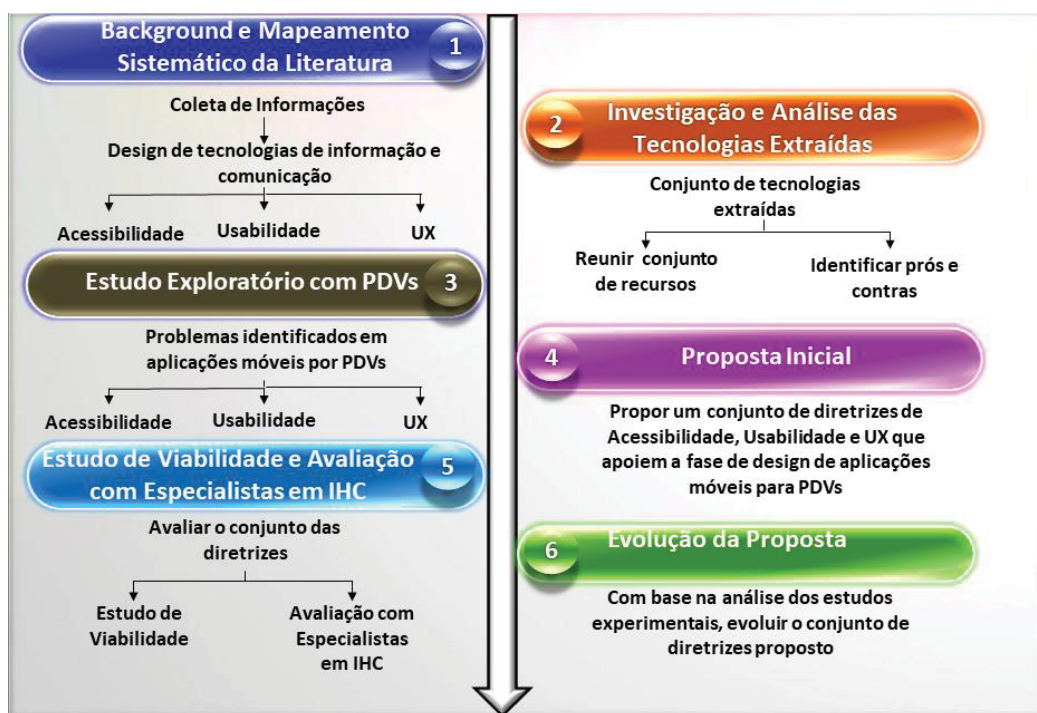 Background e Mapeamento
Sistemático da Literatura
1
Coleta de Informações
Design de tecnologias de informação e
comunicação
Acessibilidade
Usabilidade
UX
2
Investigação e Análise das
Tecnologias Extraídas
Conjunto de tecnologias
extraídas
Reunir conjunto
de recursos
Identificar prós e
contras
Estudo Exploratório com PDVs
3
Problemas identificados em
aplicações móveis por PDVs
Acessibilidade
Usabilidade
UX
4
Proposta Inicial
Propor um conjunto de diretrizes de
Acessibilidade, Usabilidade e UX que
apoiem a fase de design de aplicações
móveis para PDVs
Estudo de Viabilidade e Avaliação
com Especialistas em IHC
5
Avaliar o conjunto das
diretrizes
Estudo de
Viabilidade
Avaliação com
Especialistas
em IHC
6
Evolução da Proposta
Com base na análise dos estudos
experimentais, evoluir o conjunto de
diretrizes proposto